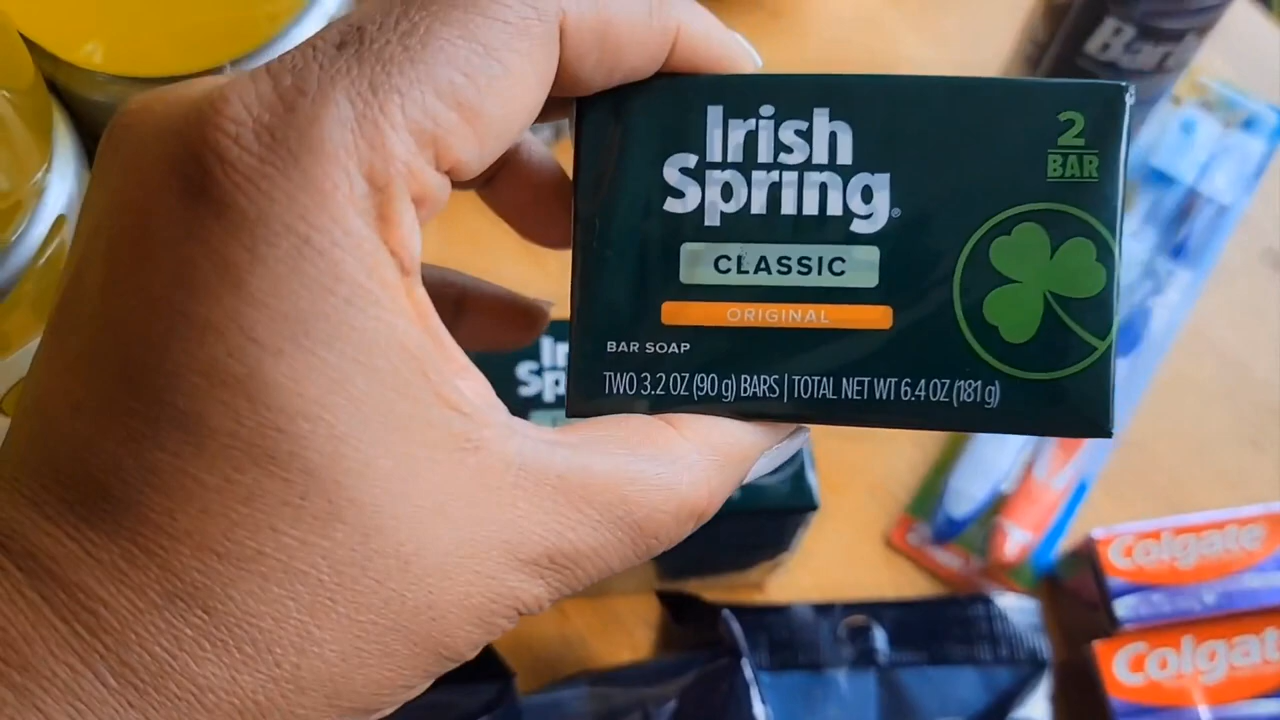 Irish
Spring®
CLASSIC
ORIGINAL
BAR SOAP
TWO 3.2 OZ (90 g) BARS | TOTAL NET WT 6.4 OZ (181 g)
2
BAR
Colgate
Colgat